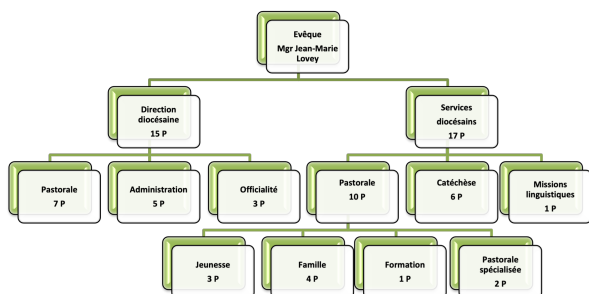 Evêque
Mgr Jean-Marie
Lovey
Direction
diocésaine
15 P
Services
diocésains
17 P
Pastorale
7 P
Administration
5 P
Officialité
3 P
Pastorale
10 P
Catéchèse
6 P
Missions
linguistiques
1 P
Jeunesse
3 P
Famille
4 P
Formation
1 P
Pastorale
spécialisée
2 P